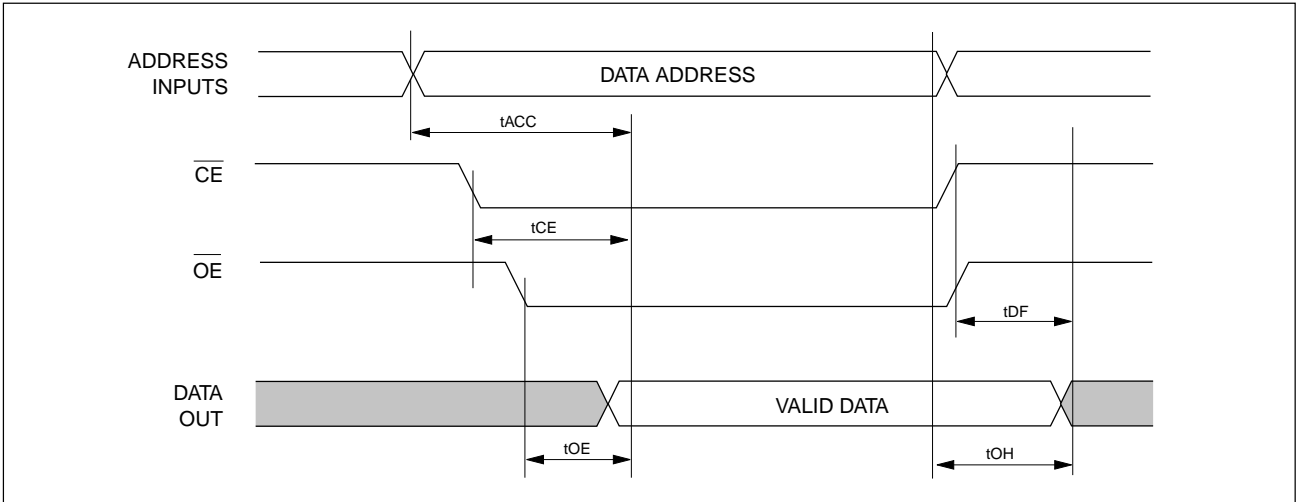 ADDRESS
INPUTS
DATA ADDRESS
tACC
CE
tCE
OE
tDF
DATA
OUT
VALID DATA
tOE
tOH